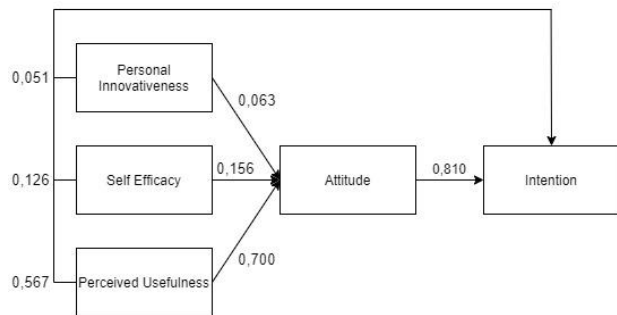 Personal
Innovativeness
0,051
0,063
Self Efficacy
0,126
0,156
Attitude
0,810
Intention
0,700
Perceived Usefulness
0,567